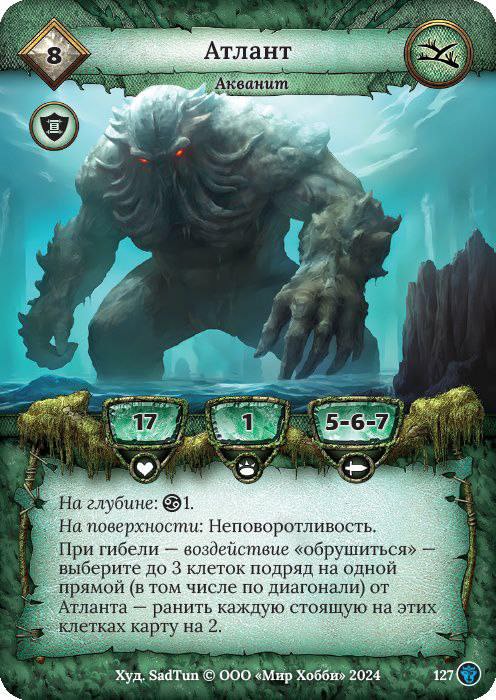 8
Атлант
Акванит
17
1
5-6-7
На глубине: 1.
На поверхности: Неповоротливость.
При гибели — воздействие «обрушиться» —
выберите до 3 клеток подряд на одной
прямой (в том числе по диагонали) от
Атланта — ранить каждую стоящую на этих
клетках карту на 2.
Худ. SadTun © ООО «Мир Хобби» 2024
127